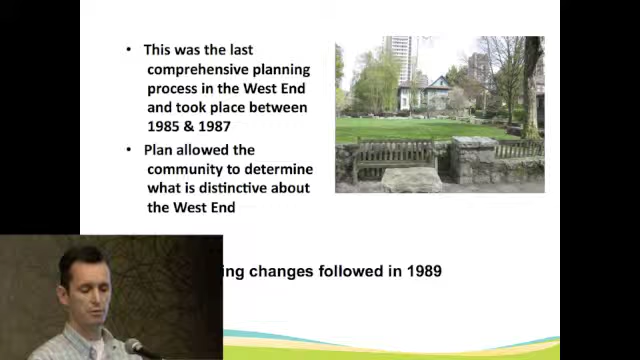 • This was the last
comprehensive planning
process in the West End
and took place between
1985 & 1987
• Plan allowed the
community to determine
what is distinctive about
the West End
ing changes followed in 1989